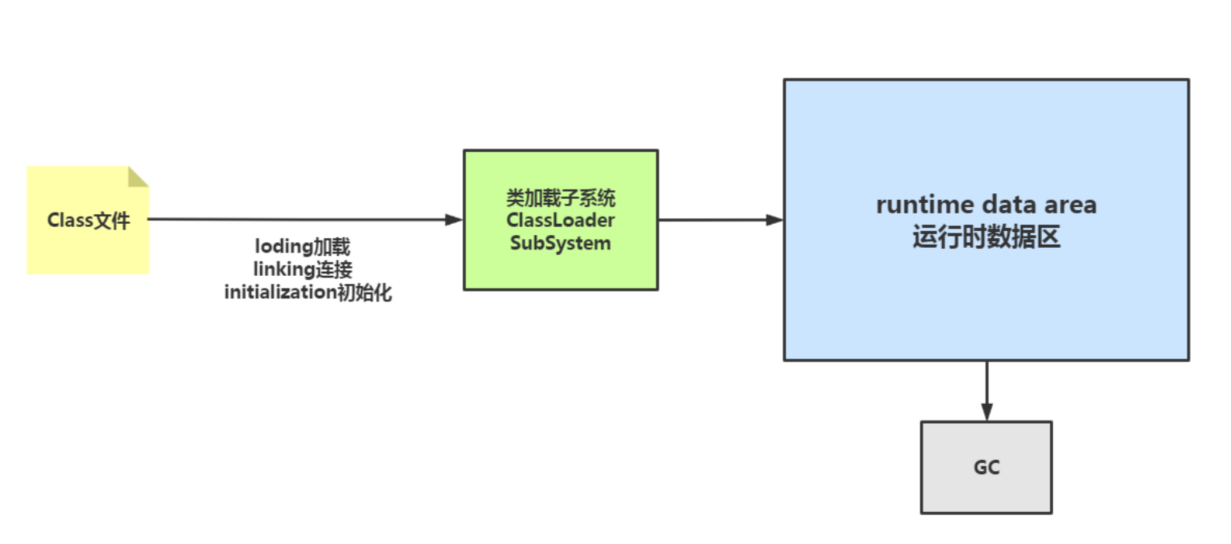 Class文件
loding加载
linking连接
initialization初始化
类加载子系统
ClassLoader
SubSystem
runtime data area
运行时数据区
GC